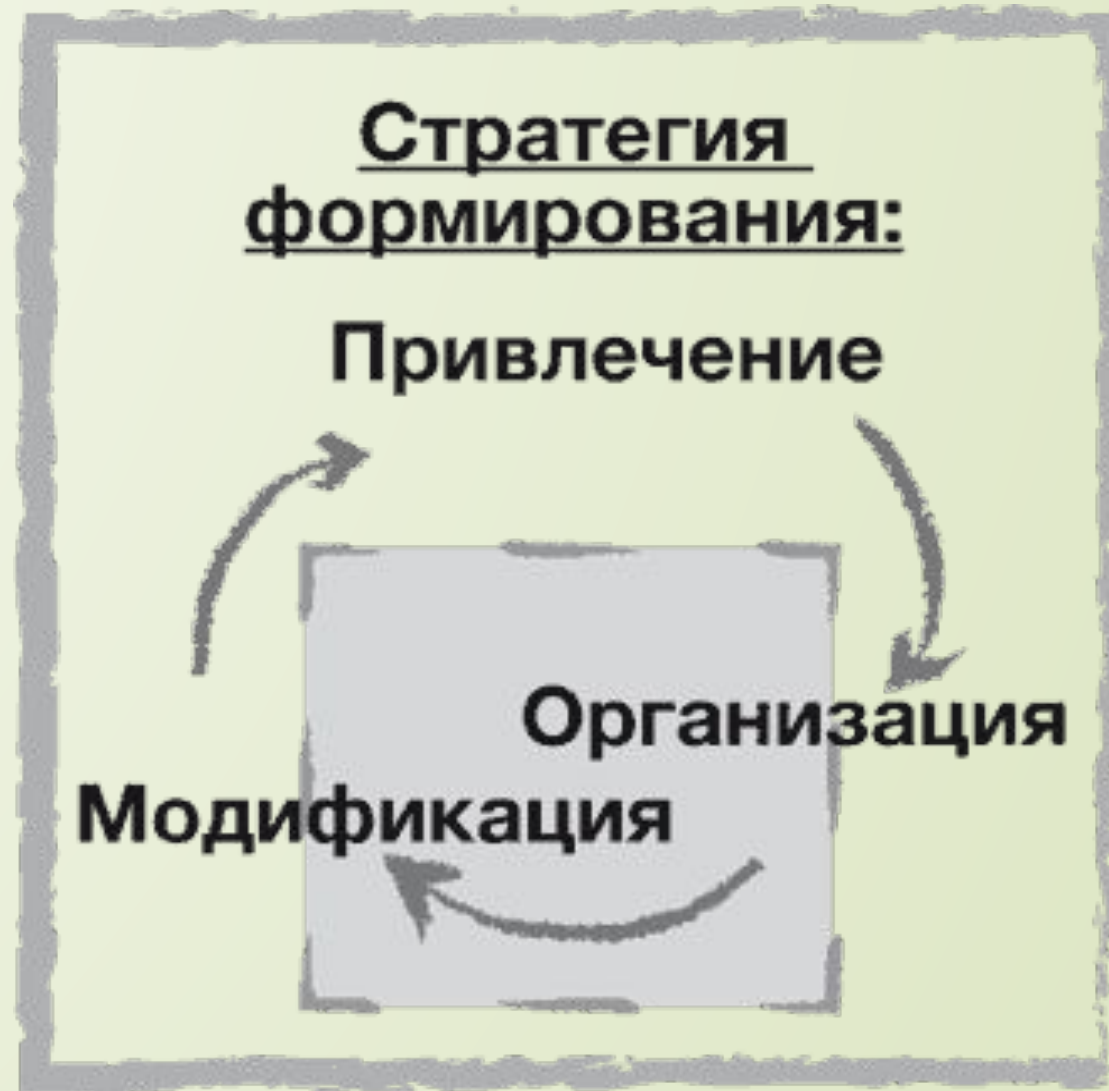 Стратегия
формирования:
Привлечение
Организация
Модификация